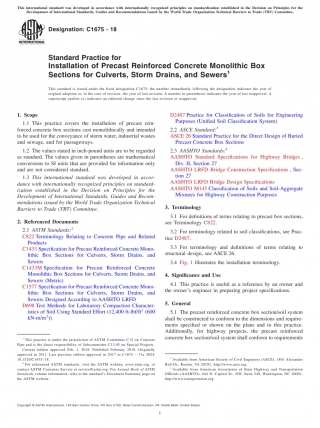 This international standard was developed in accordance with internationally recognized principles on standardization established in the Decision on Principles for the
Development of International Standards, Guides and Recommendations issued by the World Trade Organization Technical Barriers to Trade (TBT) Committee.
Designation: C1675 − 18
Standard Practice for
Installation of Precast Reinforced Concrete Monolithic Box
Sections for Culverts, Storm Drains, and Sewers¹
This standard is issued under the fixed designation C1675; the number immediately following the designation indicates the year of
original adoption or, in the case of revision, the year of last revision. A number in parentheses indicates the year of last reapproval. A
superscript epsilon (ε) indicates an editorial change since the last revision or reapproval.
1. Scope
1.1 This practice covers the installation of precast rein-
forced concrete box sections cast monolithically and intended
to be used for the conveyance of storm water, industrial wastes
and sewage, and for passageways.
1.2 The values stated in inch-pound units are to be regarded
as standard. The values given in parentheses are mathematical
conversions to SI units that are provided for information only
and are not considered standard.
1.3 This international standard was developed in accor-
dance with internationally recognized principles on standard-
ization established in the Decision on Principles for the
Development of International Standards, Guides and Recom-
mendations issued by the World Trade Organization Technical
Barriers to Trade (TBT) Committee.
2. Referenced Documents
2.1 ASTM Standards:²
C822 Terminology Relating to Concrete Pipe and Related
Products
C1433 Specification for Precast Reinforced Concrete Mono-
lithic Box Sections for Culverts, Storm Drains, and
Sewers
C1433M Specification for Precast Reinforced Concrete
Monolithic Box Sections for Culverts, Storm Drains, and
Sewers (Metric)
C1577 Specification for Precast Reinforced Concrete Mono-
lithic Box Sections for Culverts, Storm Drains, and
Sewers Designed According to AASHTO LRFD
D698 Test Methods for Laboratory Compaction Character-
istics of Soil Using Standard Effort (12,400 ft-lbf/ft³ (600
kN-m/m³))
¹ This practice is under the jurisdiction of ASTM Committee C13 on Concrete
Pipe and is the direct responsibility of Subcommittee C13.08 on Special Projects.
Current edition approved Feb. 1, 2018. Published February 2018. Originally
approved in
² For referenced ASTM standards, visit the ASTM website, www.astm.org, or
contact ASTM Customer Service at service@astm.org. For Annual Book of ASTM
Standards volume information, refer to the standard's Document Summary page on
the ASTM website.
D2487 Practice for Classification of Soils for Engineering
Purposes (Unified Soil Classification System)
2.2 ASCE Standard:³
ASCE 26 Standard Practice for the Direct Design of Buried
Precast Concrete Box Sections
2.3 AASHTO Standards:⁴
AASHTO Standard Specifications for Highway Bridges ,
Div. II, Section 27
AASHTO LRFD Bridge Construction Specifications , Sec-
tion 27
AASHTO LRFD Bridge Design Specifications
AASHTO M145 Classification of Soils and Soil-Aggregate
Mixtures for Highway Construction Purposes
3. Terminology
3.1 For definitions of terms relating to precast box sections,
see Terminology C822.
3.2 For terminology related to soil classifications, see Prac-
tice D2487.
3.3 For terminology and definitions of terms relating to
structural design, see ASCE 26.
3.4 Fig. 1 illustrates the installation terminology.
4. Significance and Use
4.1 This practice is useful as a reference by an owner and
the owner's engineer in preparing project specifications.
5. General
5.1 The precast reinforced concrete box section/soil system
shall be constructed to conform to the dimensions and require-
ments specified or shown on the plans and in this practice.
Additionally, for highway projects, the precast reinforced
concrete box section/soil system shall conform to requirements
³ Available from American Society of Civil Engineers (ASCE), 1801 Alexander
Bell Dr., Reston, VA 20191, http://www.asce.org.
⁴ Available from American Association of State Highway and Transportation
Officials (AASHTO), 444 N. Capitol St., NW, Suite 249, Washington, DC 20001,
http://www.transportation.org.
Copyright © ASTM International, 100 Barr Harbor Drive, PO Box C700, West Conshohocken, PA 19428-2959. United States
1